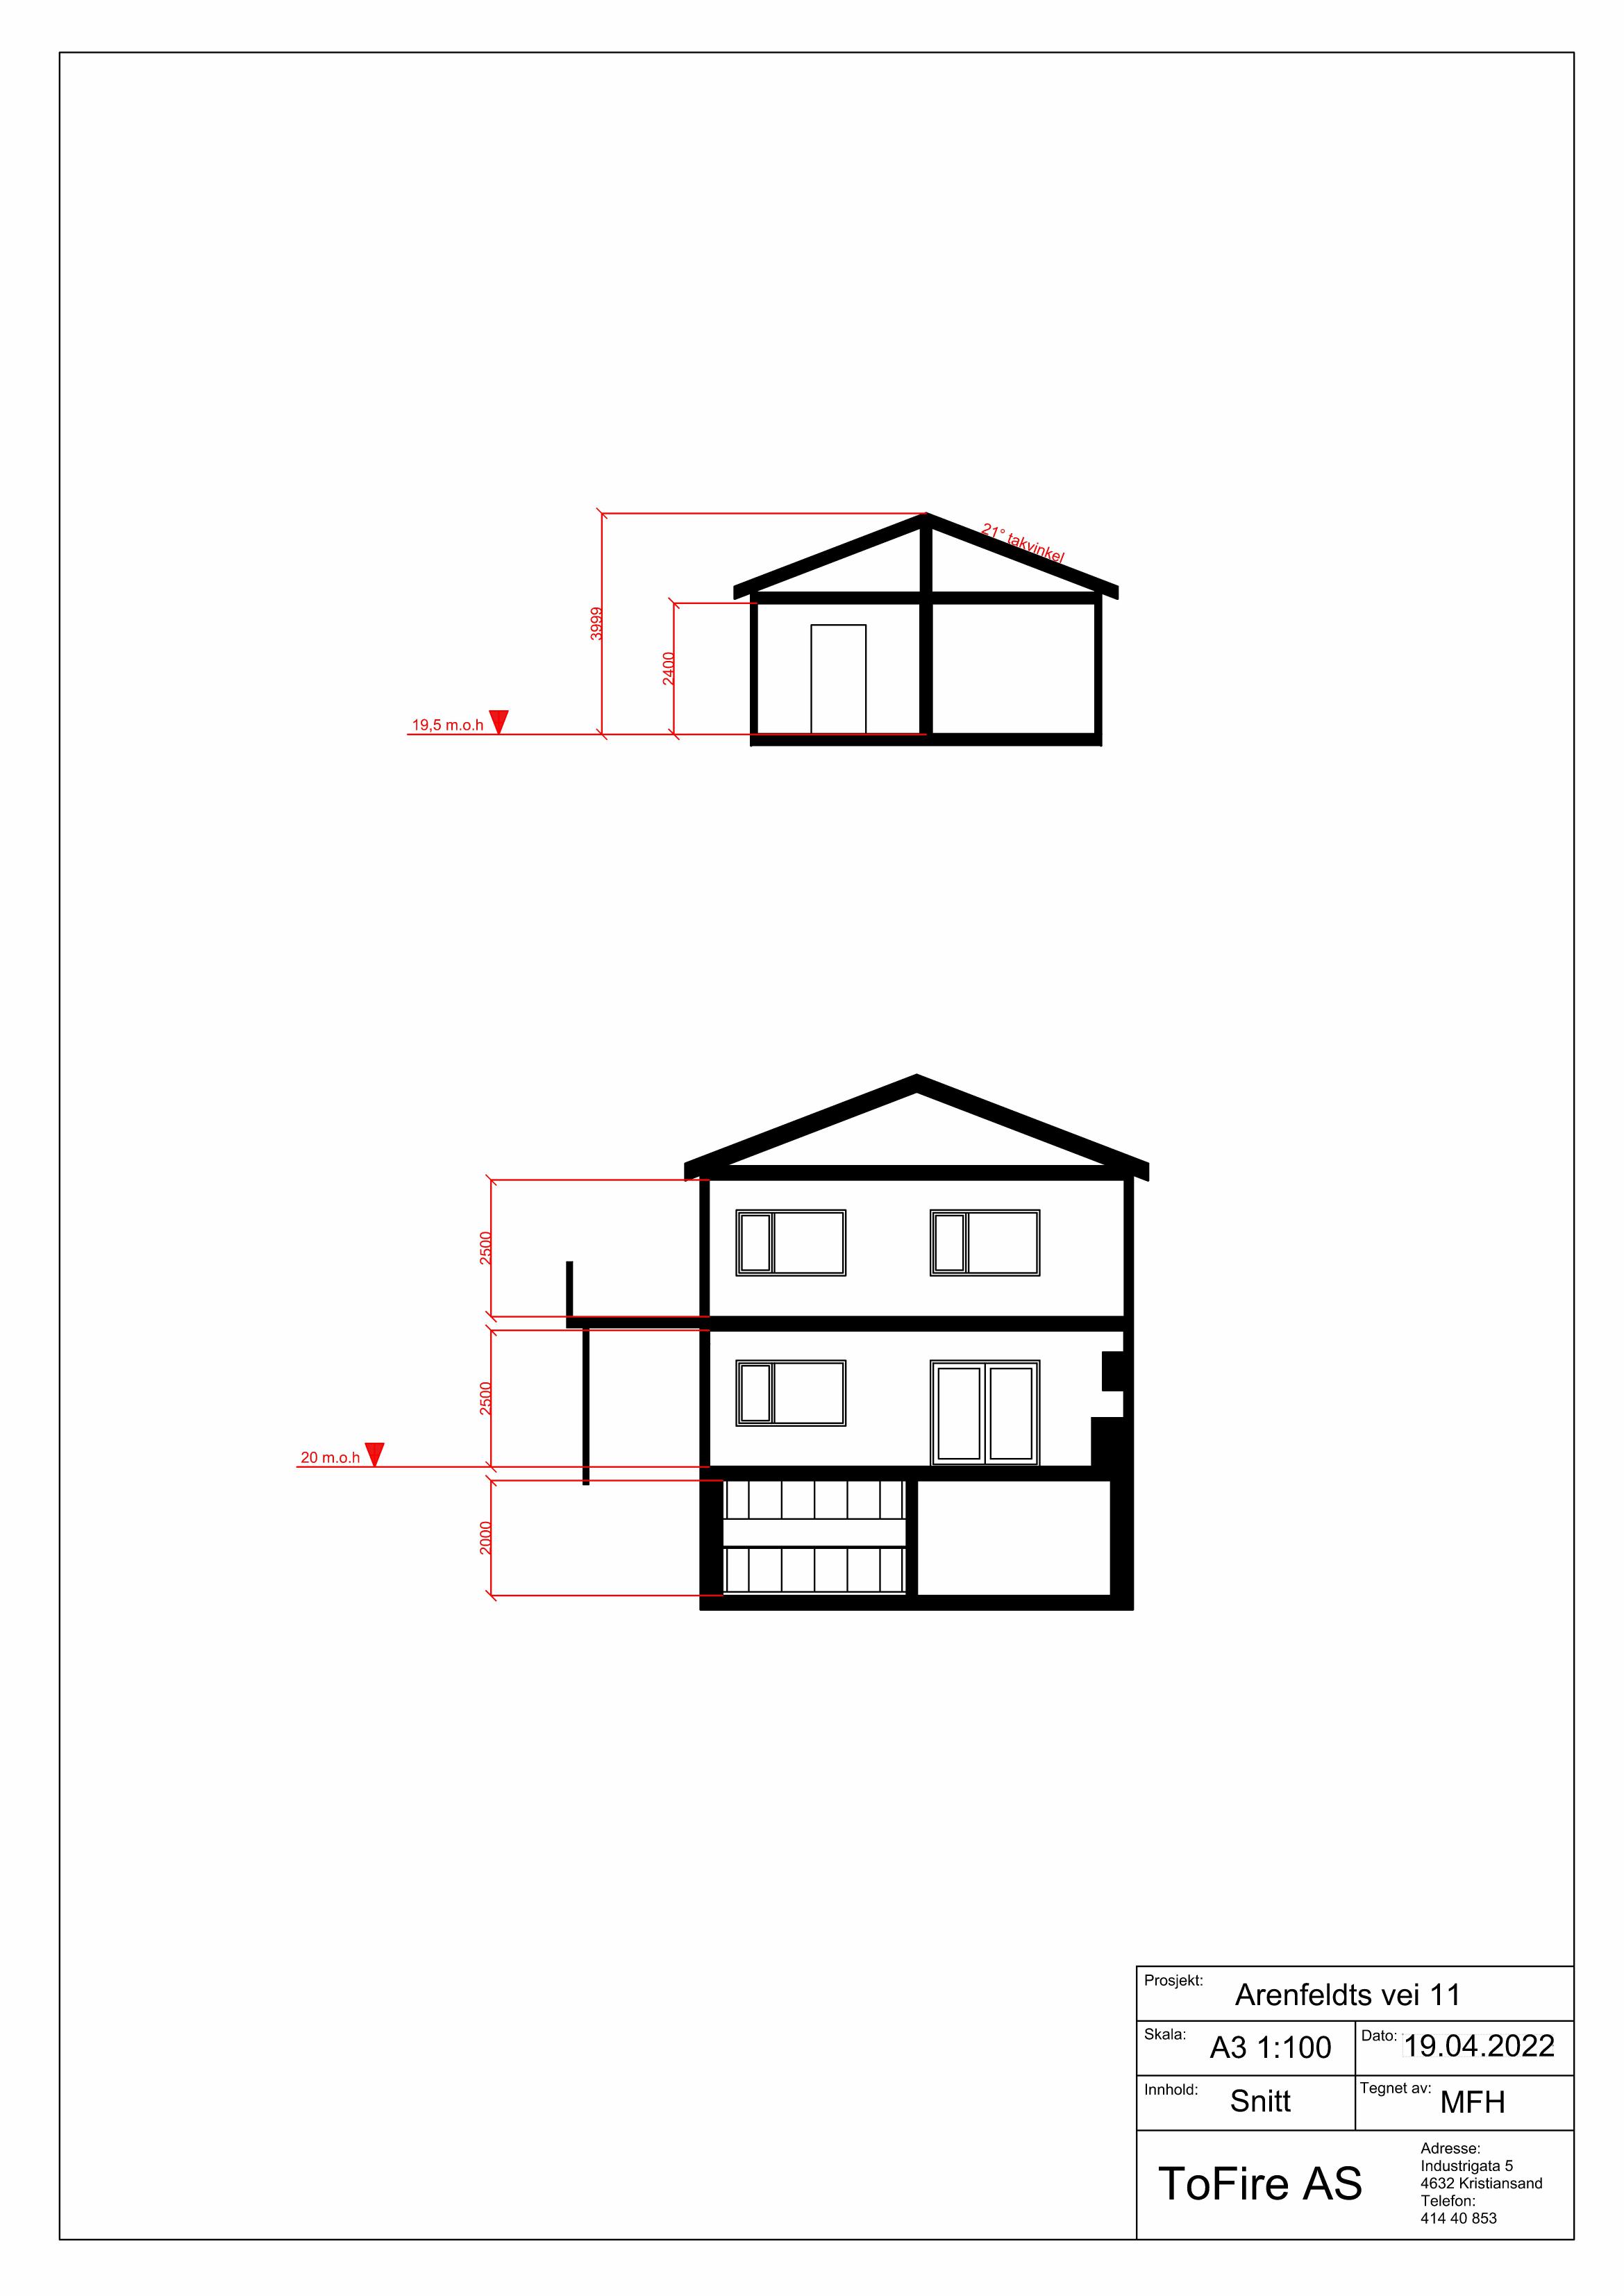 21° takvinkel
3999
2400
19,5 m.o.h
2500
2500
20 m.o.h
2000
Prosjekt: Arenfeldts vei 11
Skala: A3 1:100 Dato: 19.04.2022
Innhold: Snitt Tegnet av: MFH
ToFire AS
Adresse:
Industrigata 5
4632 Kristiansand
Telefon:
414 40 853